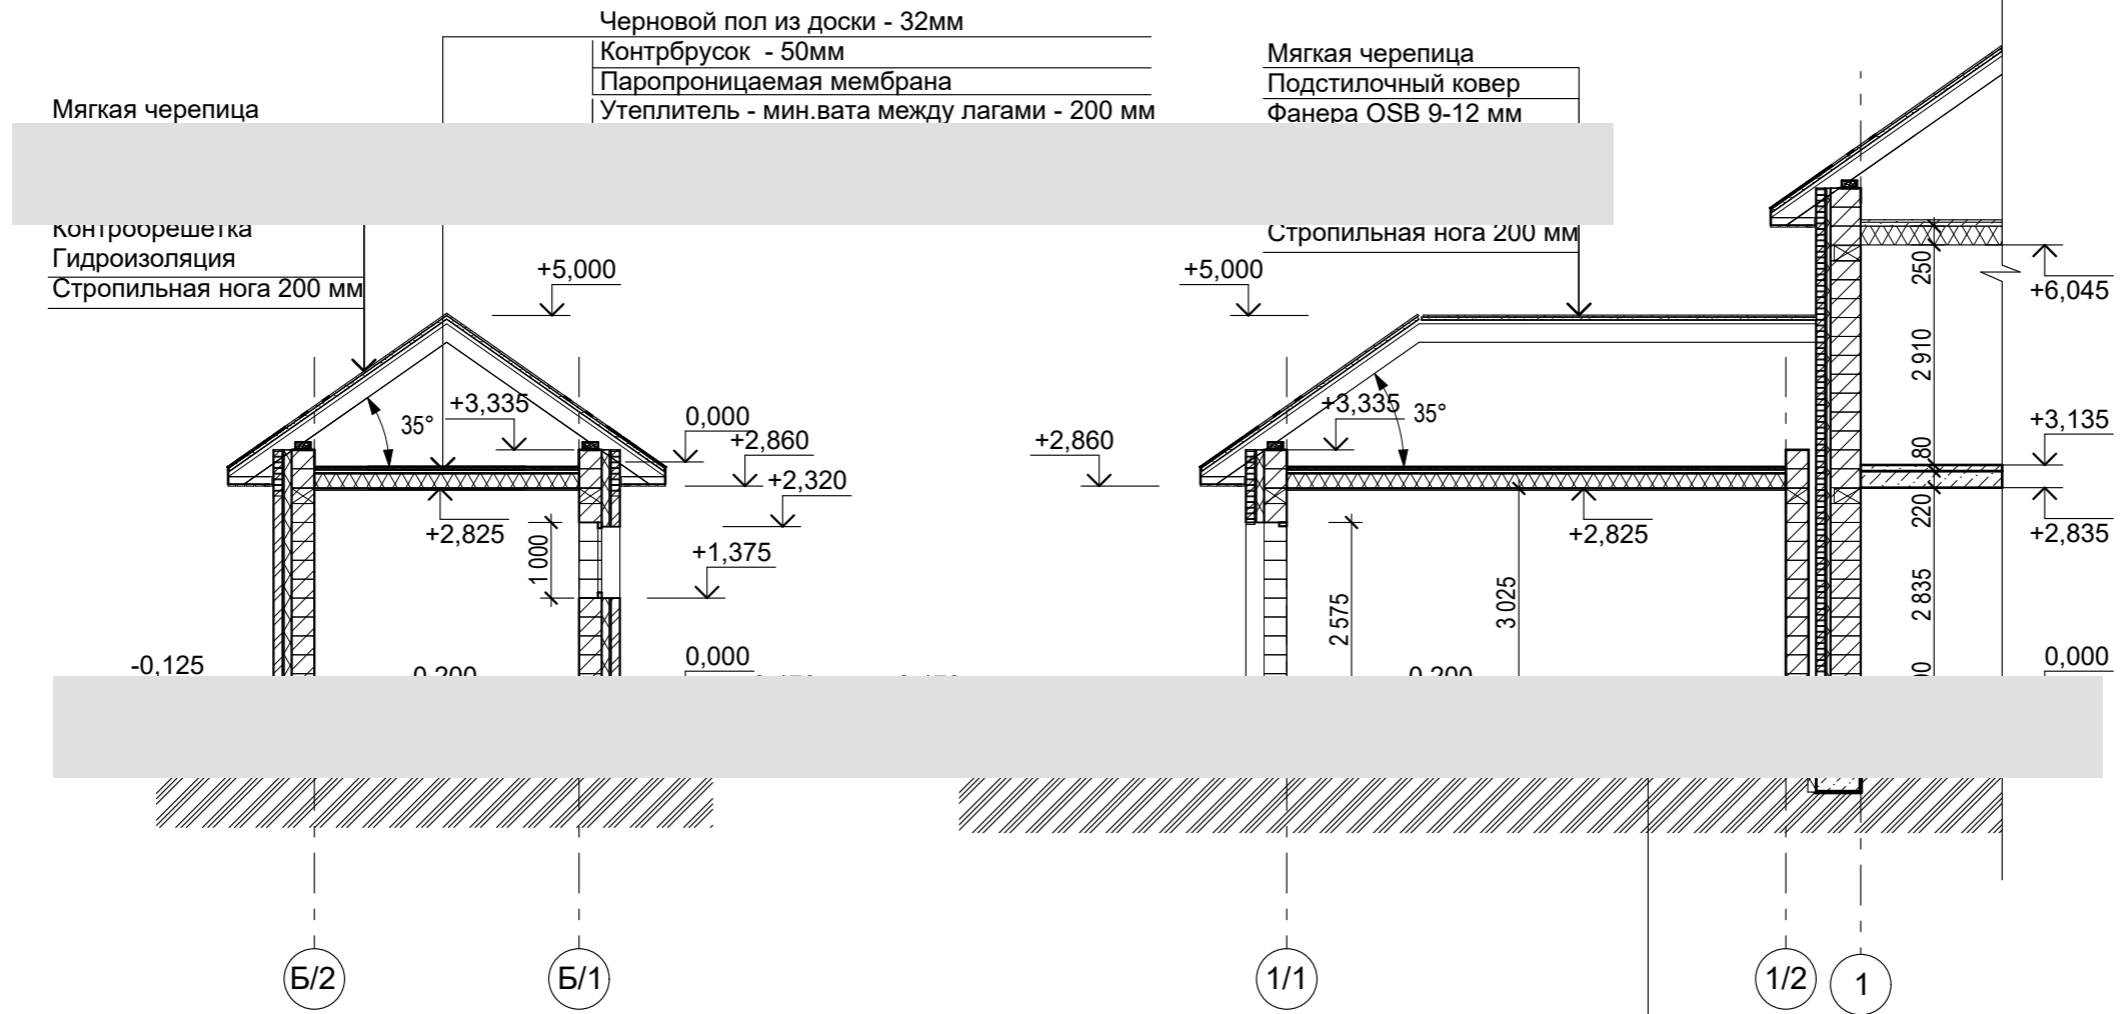 Черновой пол из доски - 32мм
Контрбрусок - 50мм
Паропроницаемая мембрана
Утеплитель - мин.вата между лагами - 200 мм
Мягкая черепица
Контробрешетка
Гидроизоляция
Стропильная нога 200 мм
Мягкая черепица
Подстилочный ковер
Фанера OSB 9-12 мм
Стропильная нога 200 мм
+5,000
+3,335
35°
0,000
+2,860
+2,320
+2,825
1 000
+1,375
-0,125
0,000
+5,000
+3,335
35°
+2,860
+2,825
2 575
3 025
250
+6,045
2 910
+3,135
80
220
+2,835
2 835
0,000
Б/2
Б/1
1/1
1/2
1